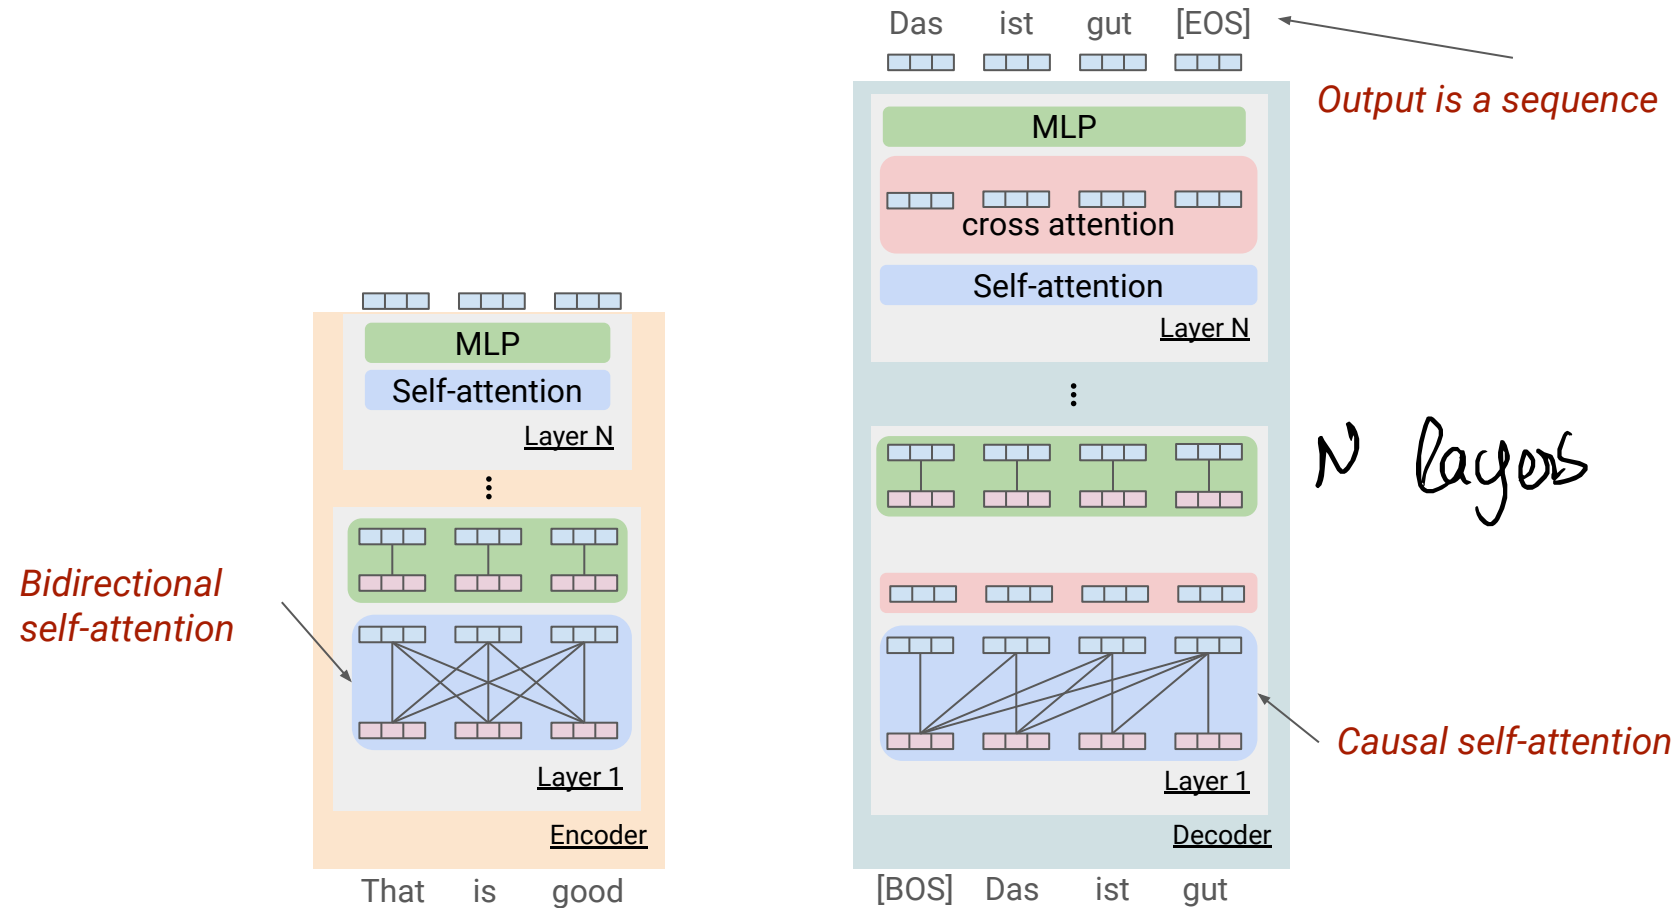 Das ist gut [EOS]
Output is a sequence
MLP
cross attention
Self-attention
Layer N
⋮
N layers
Layer 1
Decoder
[BOS] Das ist gut
Causal self-attention
MLP
Self-attention
Layer N
⋮
Bidirectional
self-attention
Layer 1
Encoder
That is good